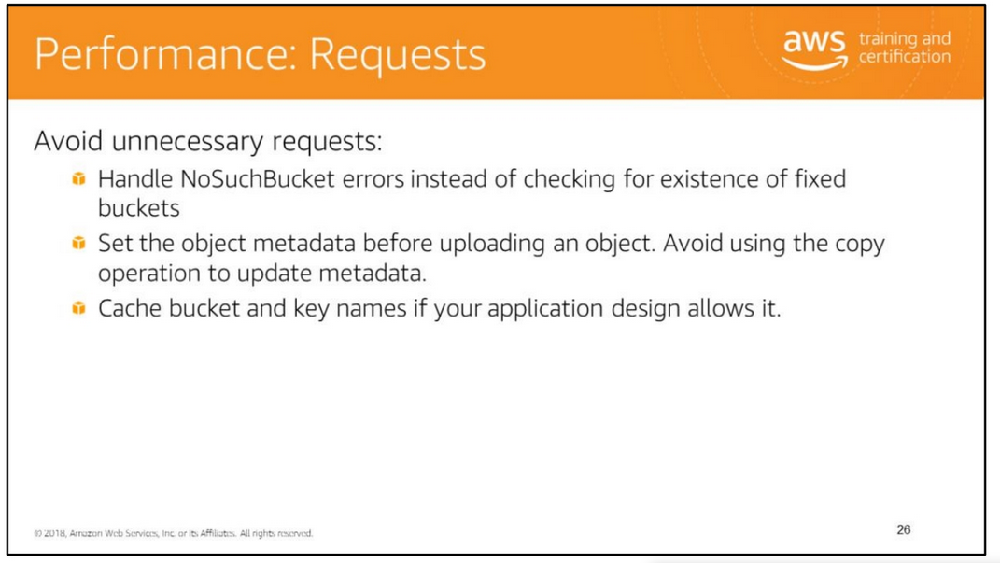 Performance: Requests
aws training and
certification
Avoid unnecessary requests:
Handle NoSuchBucket errors instead of checking for existence of fixed
buckets
Set the object metadata before uploading an object. Avoid using the copy
operation to update metadata.
Cache bucket and key names if your application design allows it.
© 2018, Amazon Web Services, Inc. or its Affiliates. All rights reserved.
26